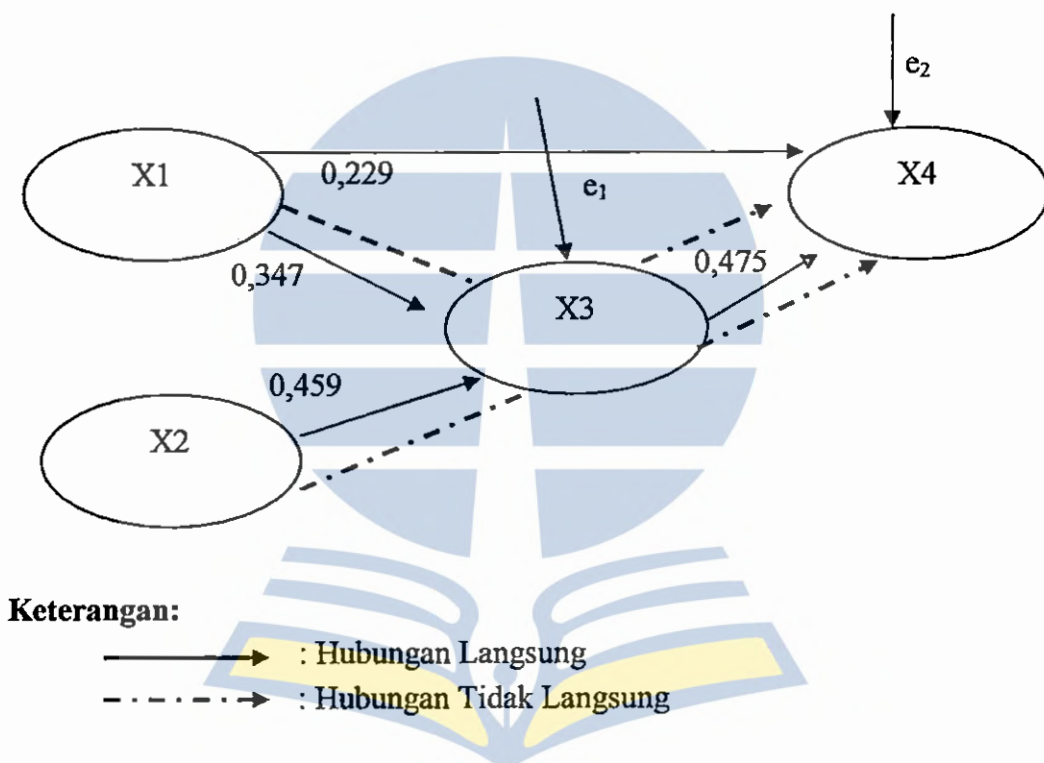 e₂
X1
X4
0,229
e₁
0,347
0,475
X3
0,459
X2
Keterangan:
: Hubungan Langsung
: Hubungan Tidak Langsung